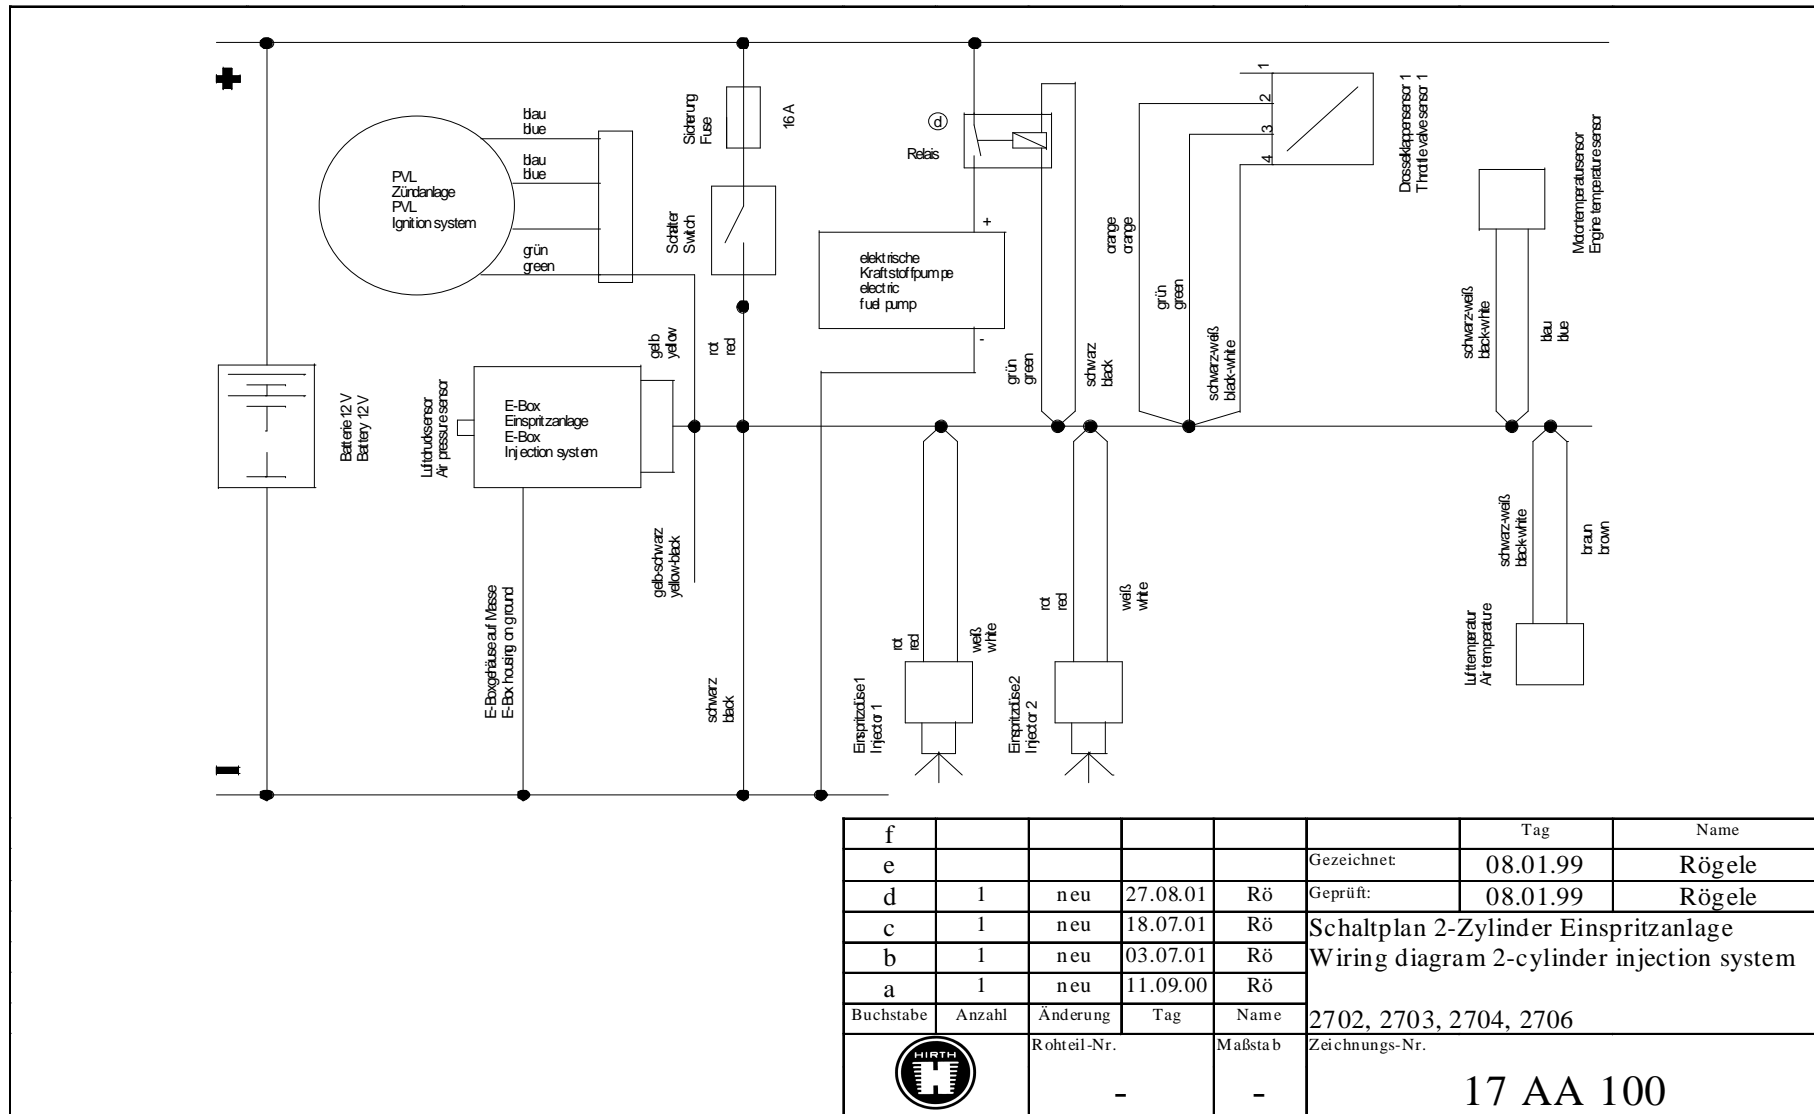 +
PVL
Zündanlage
PVL
Ignition system
blau
blue
blau
blue
grün
green
Sicherung
Fuse
16 A
Schalter
Switch
d
Relais
+
elektrische
Kraftstoffpumpe
electric
fuel pump
-
1
2
3
4
Drosselklappensensor 1
Throttle valve sensor 1
orange
orange
grün
green
schwarz-weiß
black-white
Motortemperatursensor
Engine temperature sensor
schwarz-weiß
black-white
blau
blue
gelb
yellow
rot
red
grün
green
schwarz
black
Batterie 12 V
Battery 12 V
Luftdrucksensor
Air pressure sensor
E-Box
Einspritzanlage
E-Box
Injection system
gelb-schwarz
yellow-black
E-Boxgehäuse auf Masse
E-Box housing on ground
schwarz
black
rot
red
weiß
white
Einspritzdüse 1
Injector 1
rot
red
weiß
white
Einspritzdüse 2
Injector 2
schwarz-weiß
black-white
braun
brown
Lufttemperatur
Air temperature
-
f Tag Name
e Gezeichnet: 08.01.99 Rögele
d 1 neu 27.08.01 Rö Geprüft: 08.01.99 Rögele
c 1 neu 18.07.01 Rö Schaltplan 2-Zylinder Einspritzanlage
b 1 neu 03.07.01 Rö Wiring diagram 2-cylinder injection system
a 1 neu 11.09.00 Rö
Buchstabe Anzahl Änderung Tag Name 2702, 2703, 2704, 2706
HIRTH
H
Rohteil-Nr. Maßstab Zeichnungs-Nr.
- - 17 AA 100